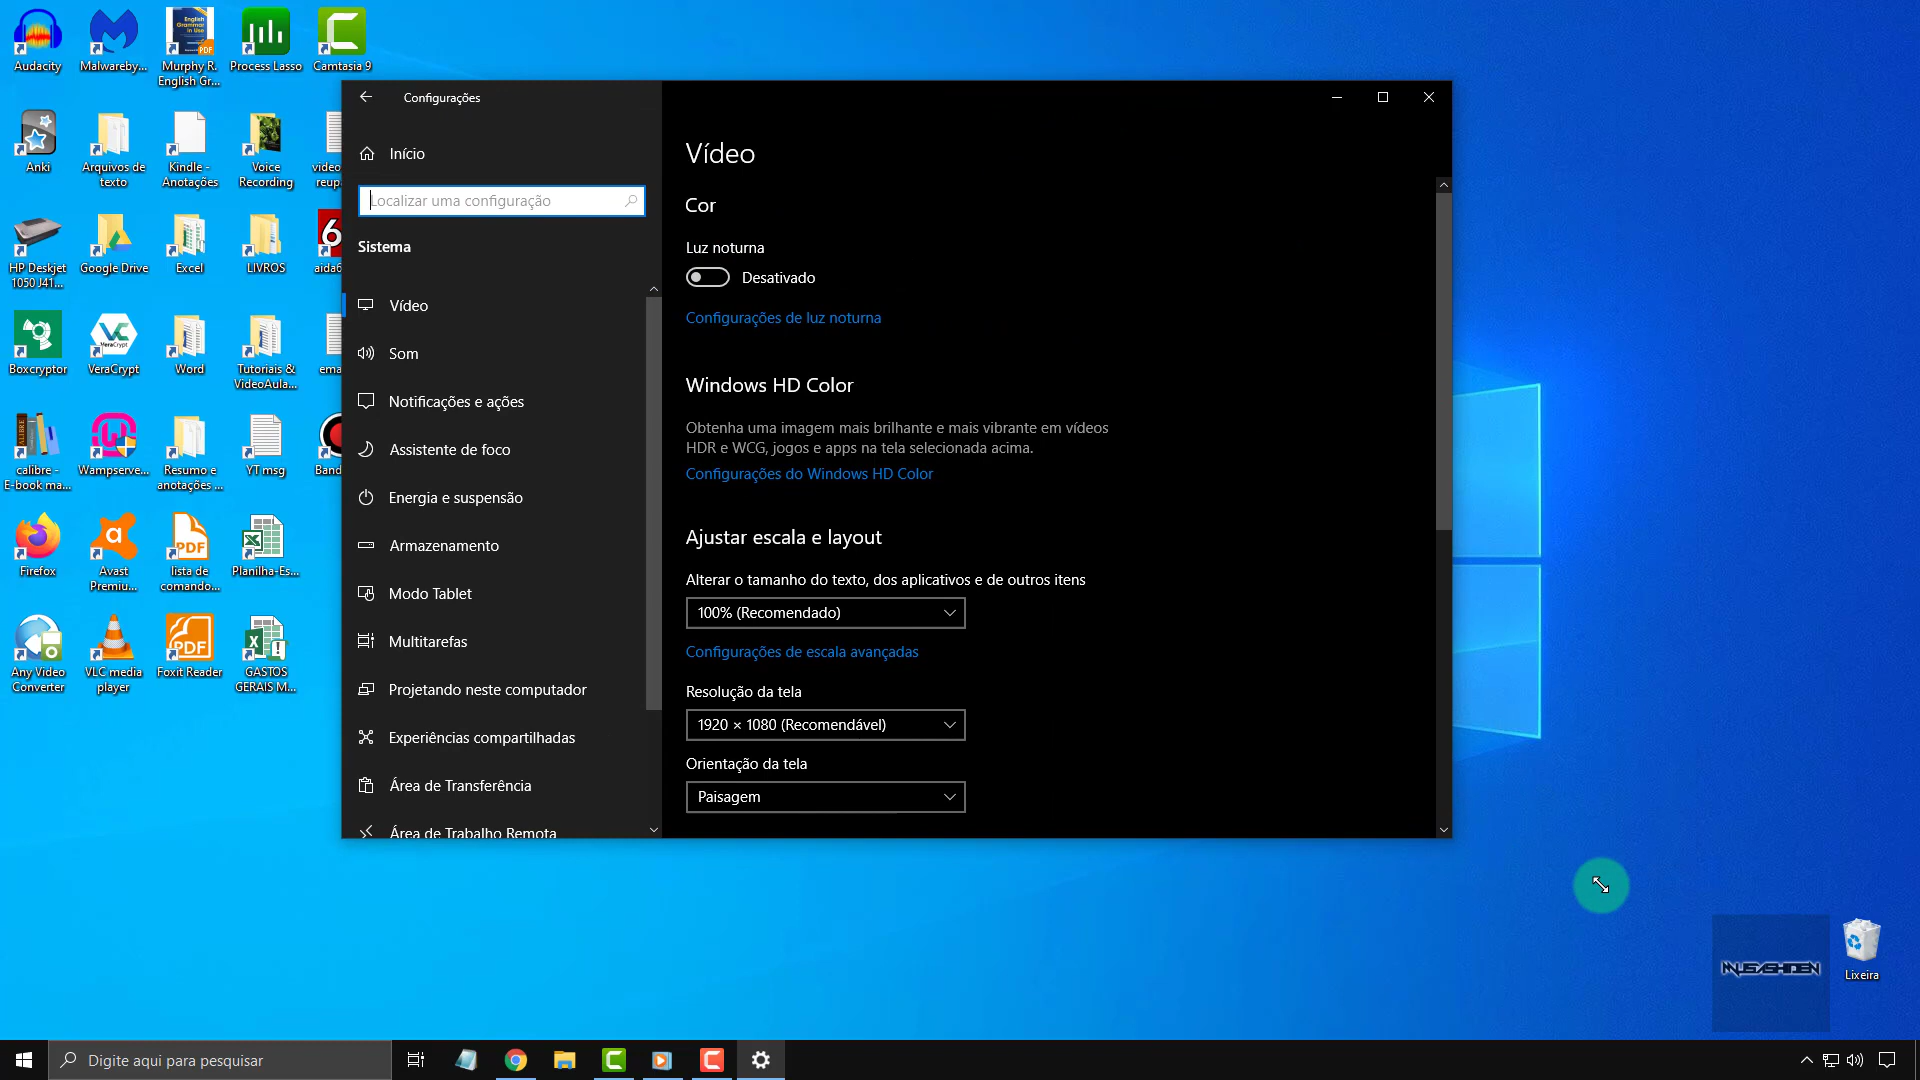 Audacity
Malwareby...
Murphy R.
English Gr...
Process Lasso
Camtasia 9
Anki
Arquivos de
texto
Kindle -
Anotações
Voice
Recording
video
reup
HP Deskjet
1050 J41...
Google Drive
Excel
LIVROS
aida6
Boxcryptor
VeraCrypt
Word
Tutoriais &
VideoAula...
ema
calibre -
E-book ma...
Wampserve...
Resumo e
anotações ...
YT msg
Band
Firefox
Avast
Premiu...
lista de
comando...
Planilha-Es...
Any Video
Converter
VLC media
player
Foxit Reader
GASTOS
GERAIS M...
Configurações
Início
Localizar uma configuração
Sistema
Vídeo
Som
Notificações e ações
Assistente de foco
Energia e suspensão
Armazenamento
Modo Tablet
Multitarefas
Projetando neste computador
Experiências compartilhadas
Área de Transferência
Área de Trabalho Remota
Vídeo
Cor
Luz noturna
Desativado
Configurações de luz noturna
Windows HD Color
Obtenha uma imagem mais brilhante e mais vibrante em vídeos
HDR e WCG, jogos e apps na tela selecionada acima.
Configurações do Windows HD Color
Ajustar escala e layout
Alterar o tamanho do texto, dos aplicativos e de outros itens
100% (Recomendado)
Configurações de escala avançadas
Resolução da tela
1920 × 1080 (Recomendável)
Orientação da tela
Paisagem
MUSASHIDEN
Lixeira
Digite aqui para pesquisar